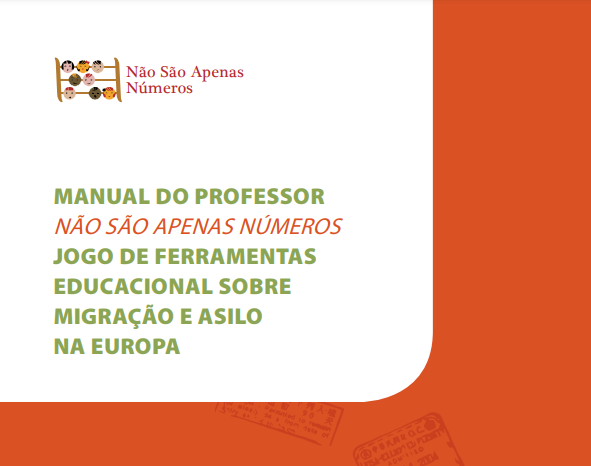 Não São Apenas
Números
MANUAL DO PROFESSOR
NÃO SÃO APENAS NÚMEROS
JOGO DE FERRAMENTAS
EDUCACIONAL SOBRE
MIGRAÇÃO E ASILO
NA EUROPA